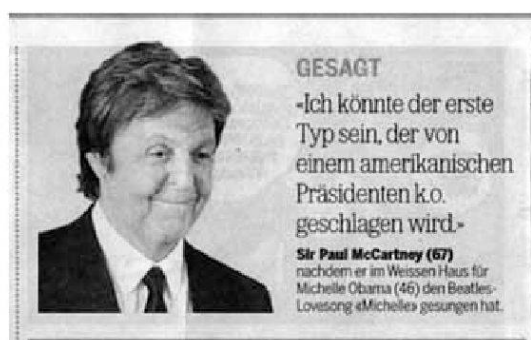 GESAGT
«Ich könnte der erste
Typ sein, der von
einem amerikanischen
Präsidenten k.o.
geschlagen wird.»
Sir Paul McCartney (67)
nachdem er im Weissen Haus für
Michelle Obama (46) den Beatles-
Lovesong «Michelle» gesungen hat.